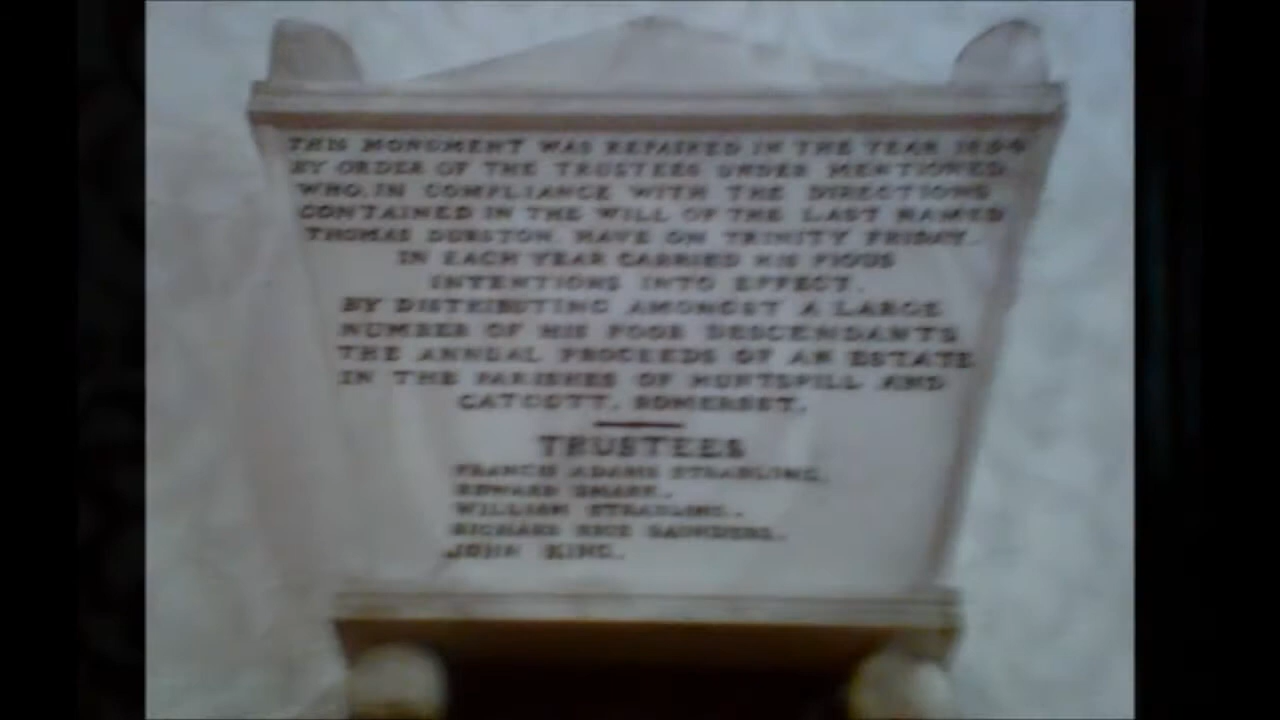 THIS MONUMENT WAS REPAIRED IN THE YEAR
BY ORDER OF THE TRUSTEES UNDER MENTIONED
WHO, IN COMPLIANCE WITH THE DIRECTIONS
CONTAINED IN THE WILL OF THE LAST NAMED
THOMAS DURSTON, HAVE ON TRINITY FRIDAY,
IN EACH YEAR CARRIED HIS PIOUS
INTENTIONS INTO EFFECT,
BY DISTRIBUTING AMONGST A LARGE
NUMBER OF HIS POOR DESCENDANTS
THE ANNUAL PROCEEDS OF AN ESTATE
IN THE PARISHES OF HUNTSPILL AND
CATCOTT, SOMERSET.
TRUSTEES
FRANCIS ADAMS STRADLING.
EDWARD
WILLIAM STRADLING.
RICHARD RICE SAUNDERS.
JOHN KING.